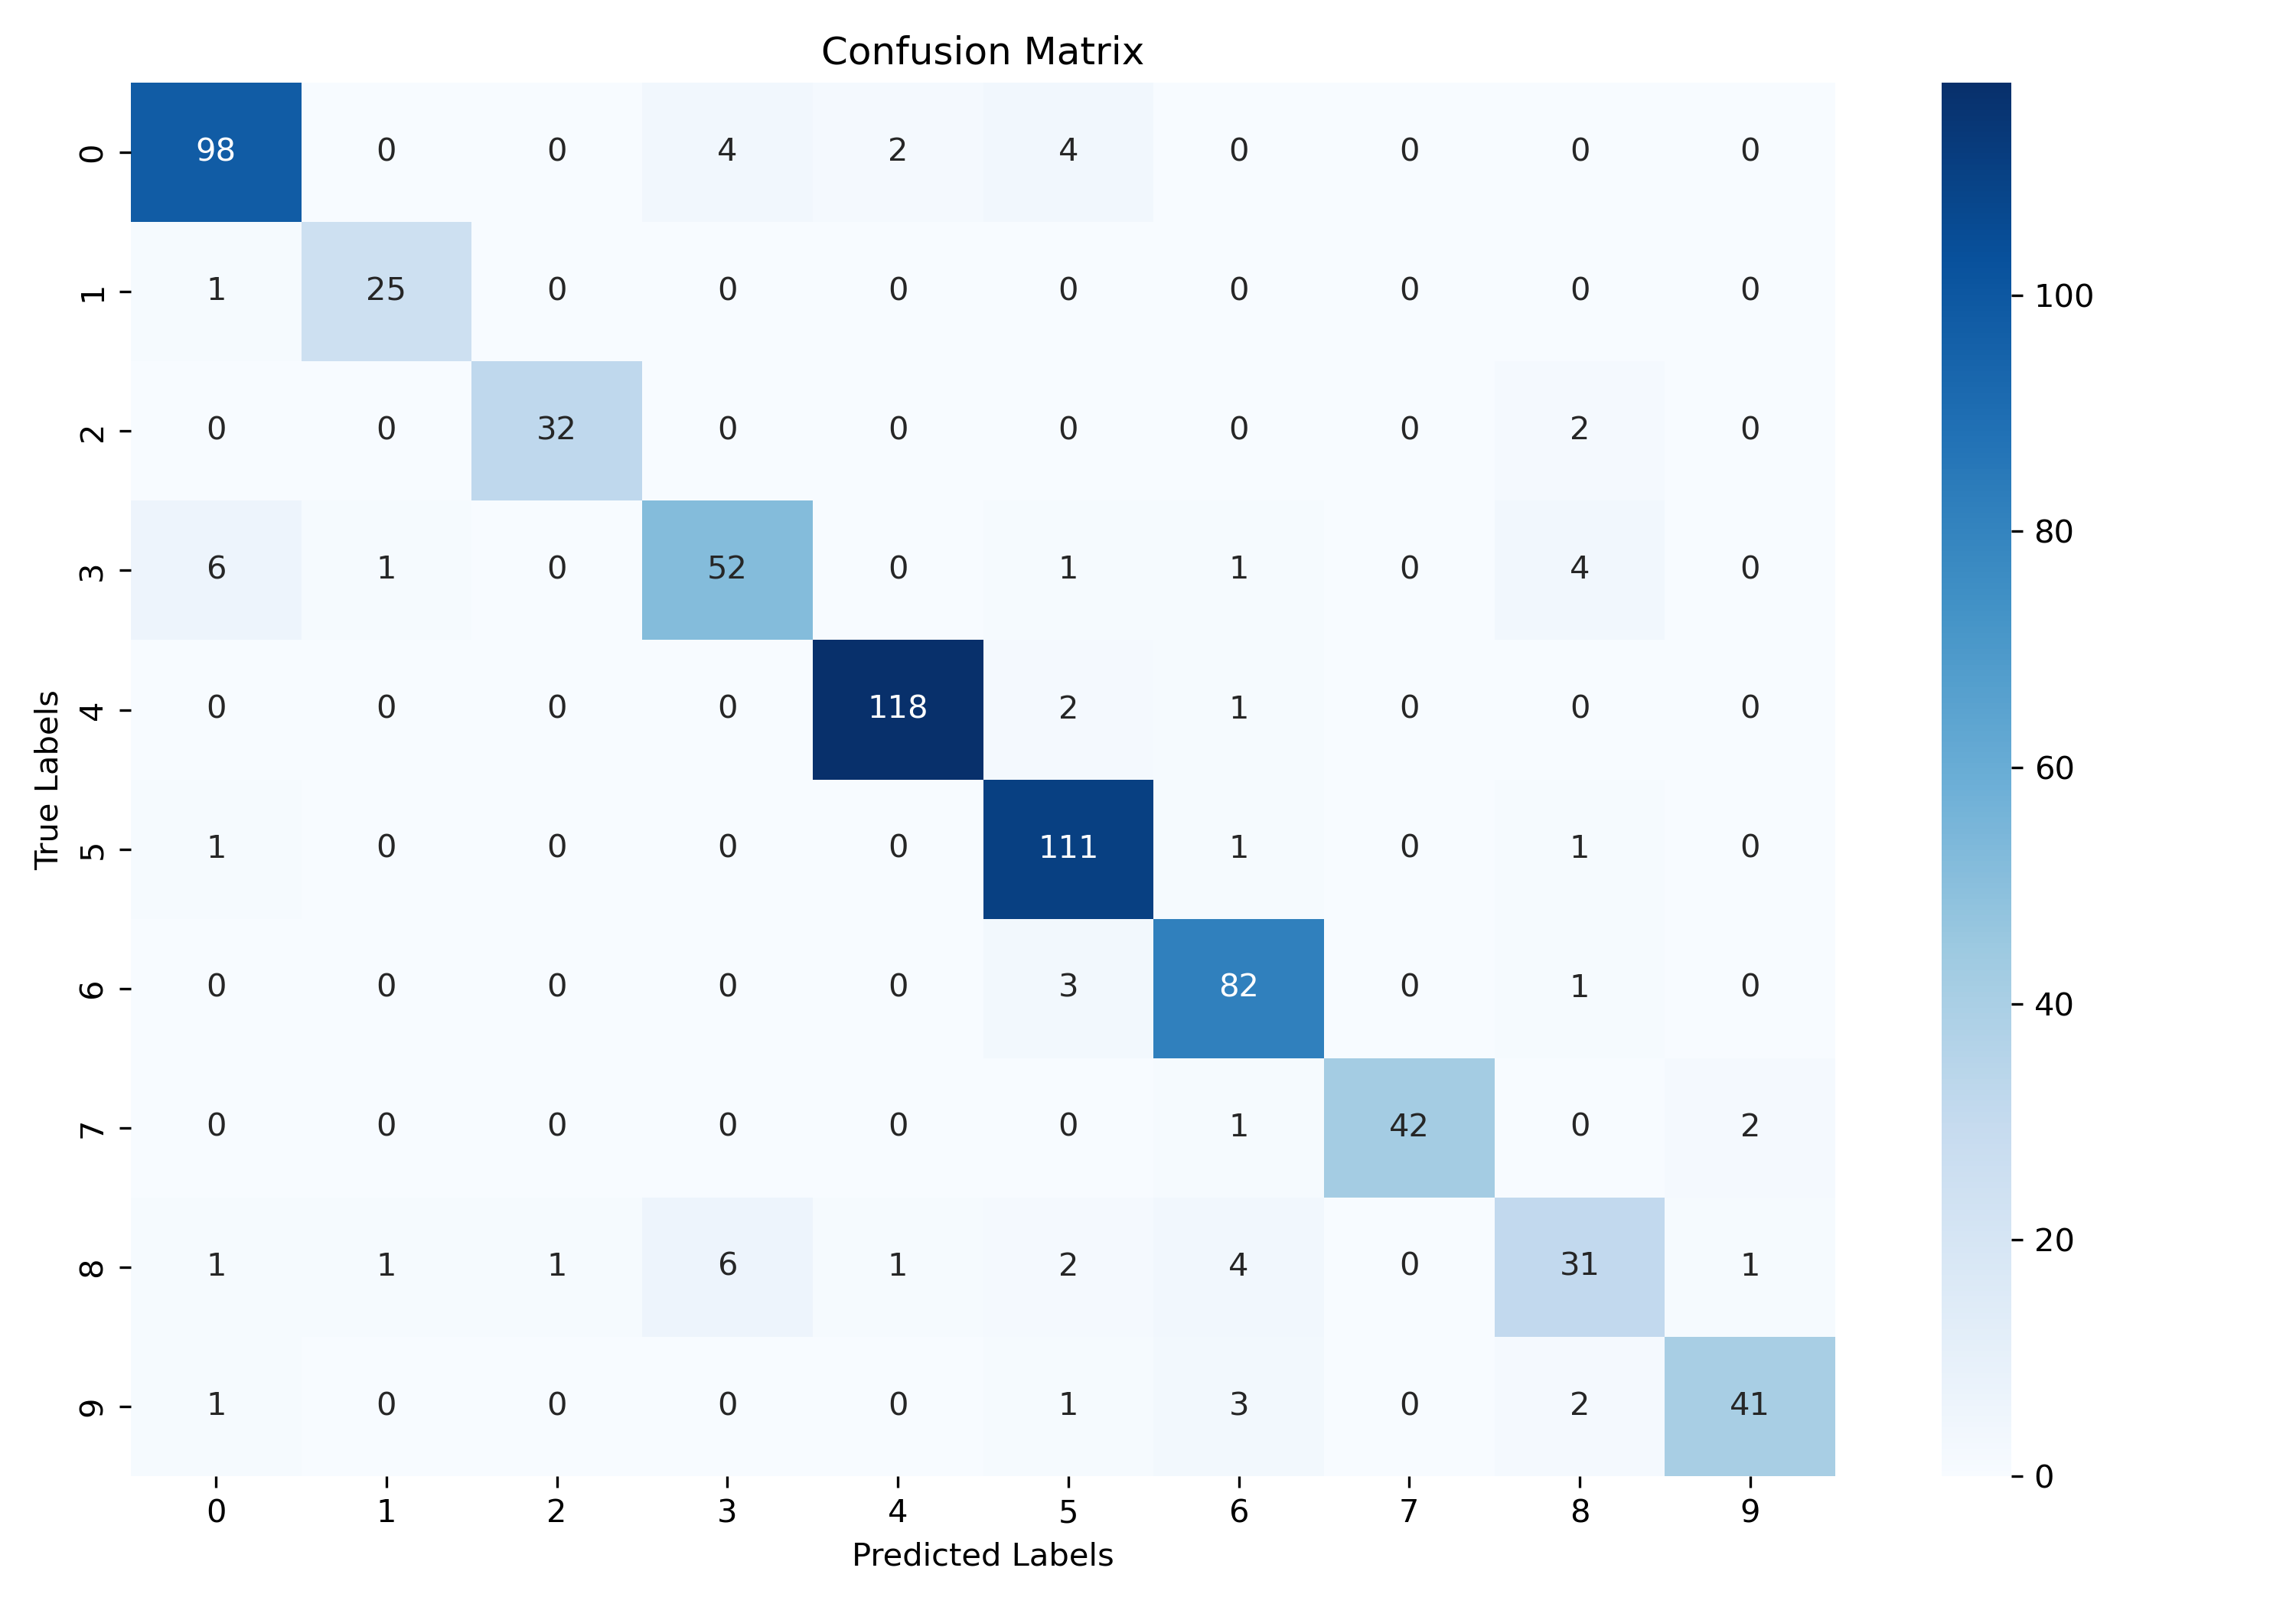 Confusion Matrix
0 98 0 0 4 2 4 0 0 0 0
1 1 25 0 0 0 0 0 0 0 0
2 0 0 32 0 0 0 0 0 2 0
3 6 1 0 52 0 1 1 0 4 0
4 0 0 0 0 118 2 1 0 0 0
5 1 0 0 0 0 111 1 0 1 0
6 0 0 0 0 0 3 82 0 1 0
7 0 0 0 0 0 0 1 42 0 2
8 1 1 1 6 1 2 4 0 31 1
9 1 0 0 0 0 1 3 0 2 41
0 1 2 3 4 5 6 7 8 9
Predicted Labels
True Labels
100
80
60
40
20
0